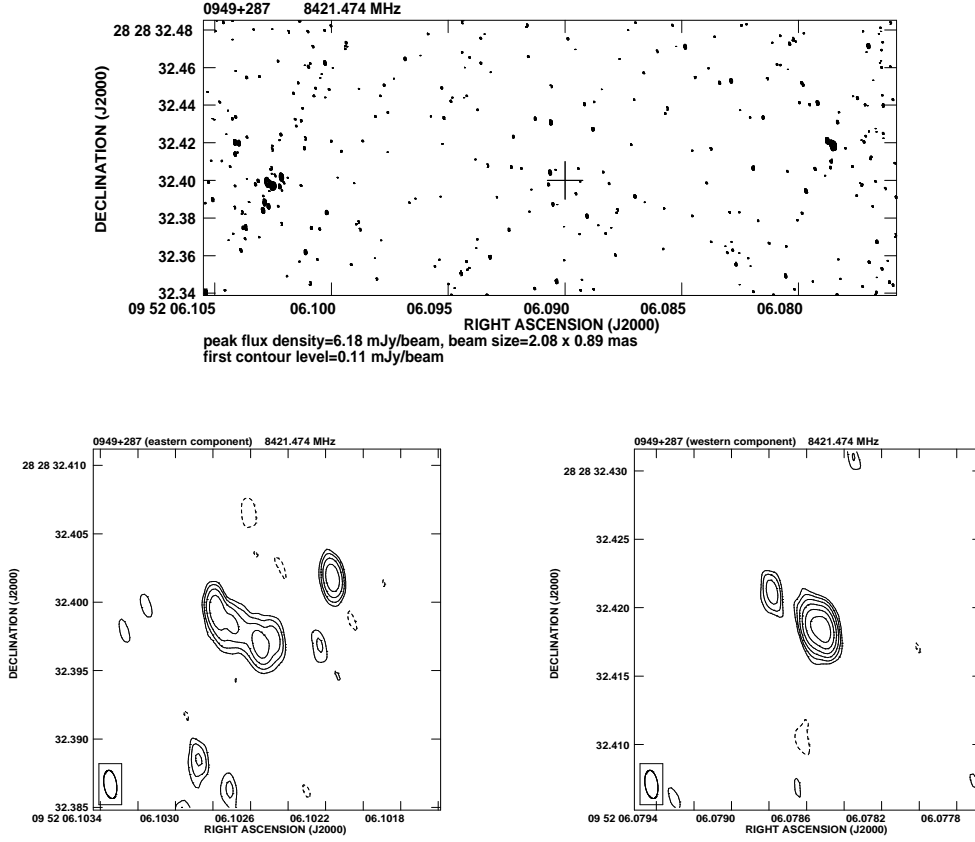 0949+287 8421.474 MHz
28 28 32.48
32.46
32.44
32.42
32.40
32.38
32.36
32.34
DECLINATION (J2000)
09 52 06.105 06.100 06.095 06.090 06.085 06.080
RIGHT ASCENSION (J2000)
peak flux density=6.18 mJy/beam, beam size=2.08 x 0.89 mas
first contour level=0.11 mJy/beam
0949+287 (eastern component) 8421.474 MHz
28 28 32.410
32.405
32.400
32.395
32.390
32.385
DECLINATION (J2000)
09 52 06.1034 06.1030 06.1026 06.1022 06.1018
RIGHT ASCENSION (J2000)
0949+287 (western component) 8421.474 MHz
28 28 32.430
32.425
32.420
32.415
32.410
DECLINATION (J2000)
09 52 06.0794 06.0790 06.0786 06.0782 06.0778
RIGHT ASCENSION (J2000)